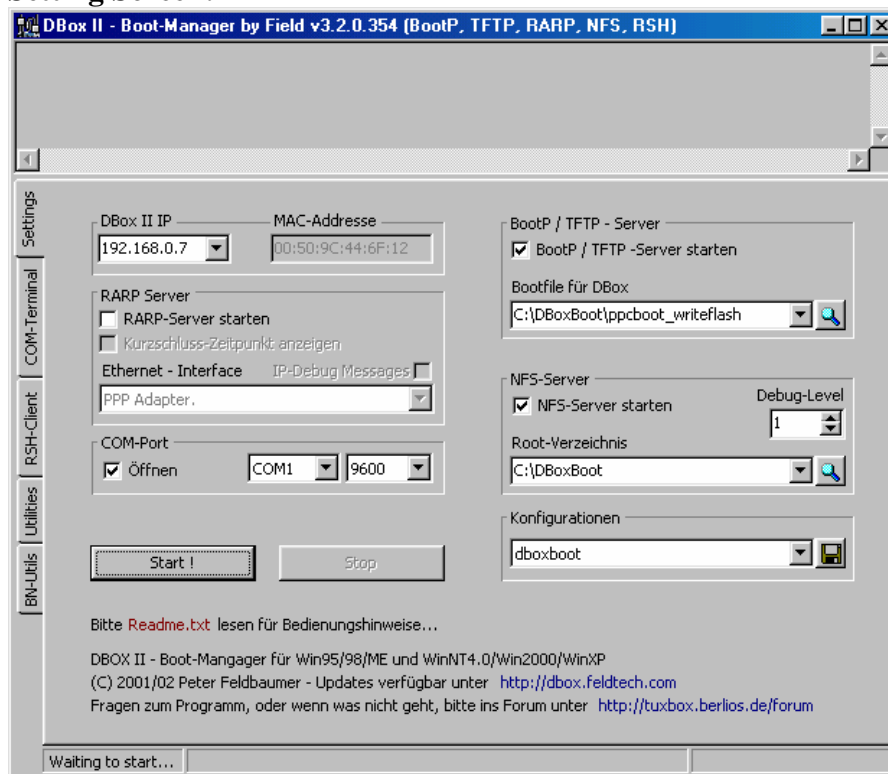 DBox II - Boot-Manager by Field v3.2.0.354 (BootP, TFTP, RARP, NFS, RSH)
Settings
COM-Terminal
RSH-Client
Utilities
BN-Utils
DBox II IP
MAC-Addresse
192.168.0.7
00:50:9C:44:6F:12
RARP Server
RARP-Server starten
Kurzschluss-Zeitpunkt anzeigen
Ethernet - Interface IP-Debug Messages
PPP Adapter.
COM-Port
Öffnen COM1 9600
Start !
Stop
BootP / TFTP - Server
BootP / TFTP -Server starten
Bootfile für DBox
C:\DBoxBoot\ppcboot_writeflash
NFS-Server
NFS-Server starten
Debug-Level
1
Root-Verzeichnis
C:\DBoxBoot
Konfigurationen
dboxboot
Bitte Readme.txt lesen für Bedienungshinweise...
DBOX II - Boot-Mangager für Win95/98/ME und WinNT4.0/Win2000/WinXP
(C) 2001/02 Peter Feldbaumer - Updates verfügbar unter http://dbox.feldtech.com
Fragen zum Programm, oder wenn was nicht geht, bitte ins Forum unter http://tuxbox.berlios.de/forum
Waiting to start...